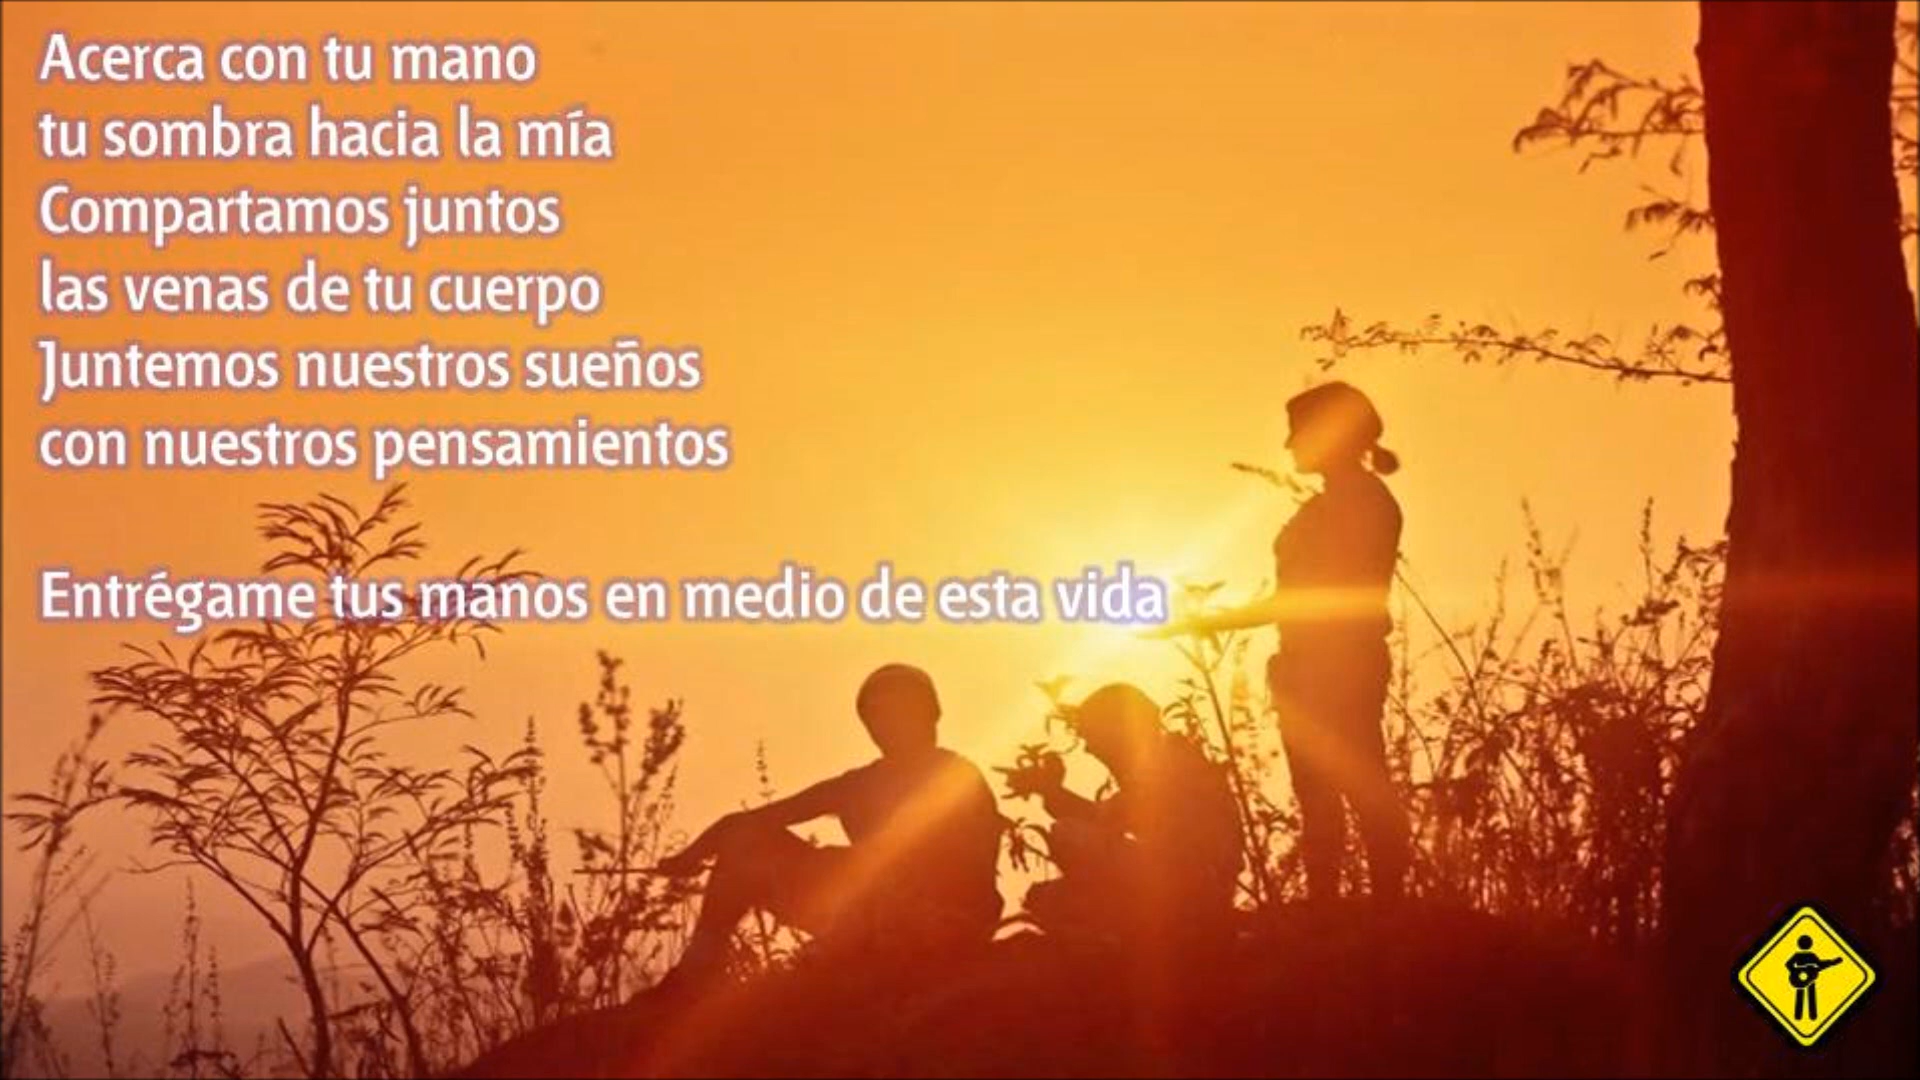 Acerca con tu mano
tu sombra hacia la mía
Compartamos juntos
las venas de tu cuerpo
Juntemos nuestros sueños
con nuestros pensamientos
Entrégame tus manos en medio de esta vida